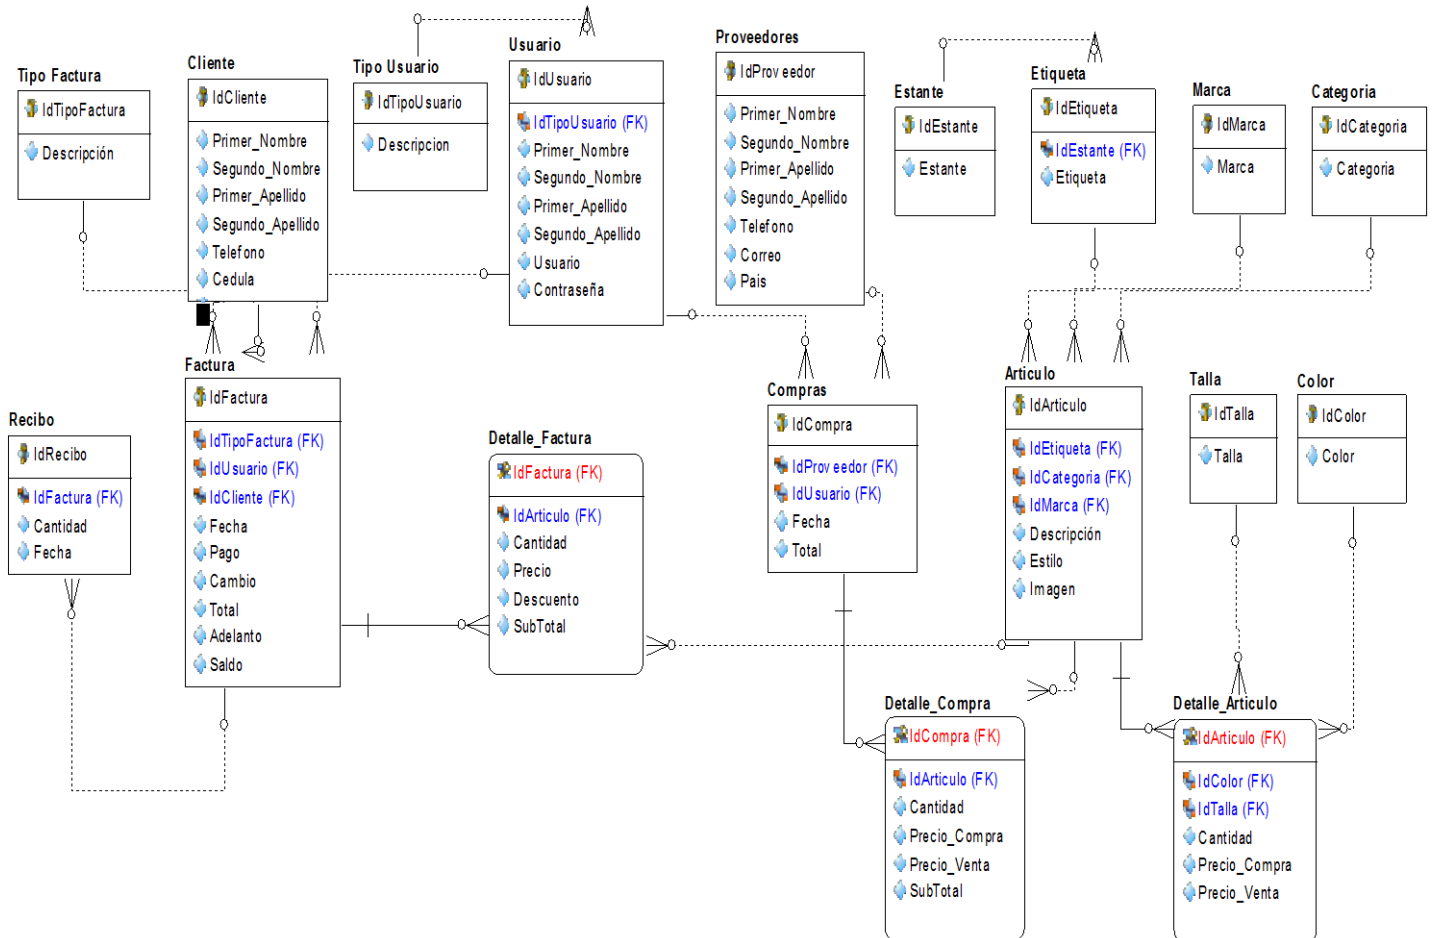 Tipo Factura
IdTipoFactura
Descripción
Cliente
IdCliente
Primer_Nombre
Segundo_Nombre
Primer_Apellido
Segundo_Apellido
Telefono
Cedula
Tipo Usuario
IdTipoUsuario
Descripcion
Usuario
IdUsuario
IdTipoUsuario (FK)
Primer_Nombre
Segundo_Nombre
Primer_Apellido
Segundo_Apellido
Usuario
Contraseña
Proveedores
IdProveedor
Primer_Nombre
Segundo_Nombre
Primer_Apellido
Segundo_Apellido
Telefono
Correo
Pais
Estante
IdEstante
Estante
Etiqueta
IdEtiqueta
IdEstante (FK)
Etiqueta
Marca
IdMarca
Marca
Categoria
IdCategoria
Categoria
Recibo
IdRecibo
IdFactura (FK)
Cantidad
Fecha
Factura
IdFactura
IdTipoFactura (FK)
IdUsuario (FK)
IdCliente (FK)
Fecha
Pago
Cambio
Total
Adelanto
Saldo
Detalle_Factura
IdFactura (FK)
IdArticulo (FK)
Cantidad
Precio
Descuento
SubTotal
Compras
IdCompra
IdProveedor (FK)
IdUsuario (FK)
Fecha
Total
Articulo
IdArticulo
IdEtiqueta (FK)
IdCategoria (FK)
IdMarca (FK)
Descripción
Estilo
Imagen
Talla
IdTalla
Talla
Color
IdColor
Color
Detalle_Compra
IdCompra (FK)
IdArticulo (FK)
Cantidad
Precio_Compra
Precio_Venta
SubTotal
Detalle_Articulo
IdArticulo (FK)
IdColor (FK)
IdTalla (FK)
Cantidad
Precio_Compra
Precio_Venta